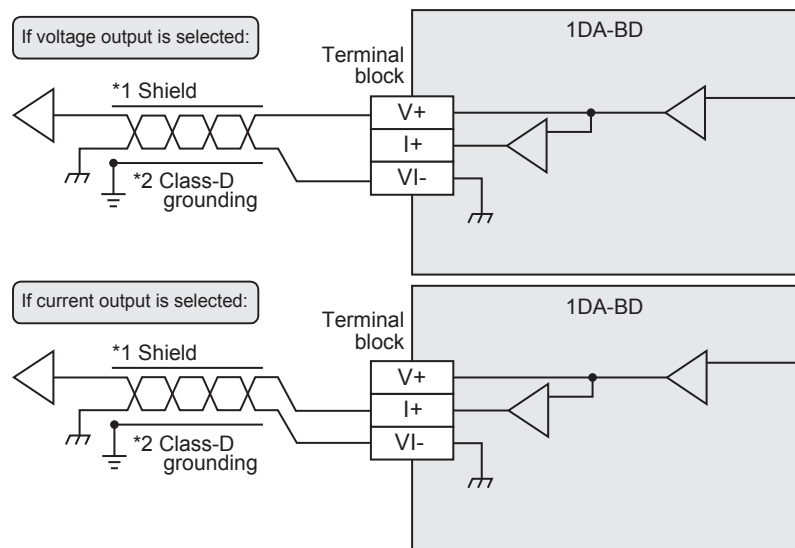 If voltage output is selected:
1DA-BD
Terminal
block
*1 Shield
V+
I+
VI-
*2 Class-D
grounding
If current output is selected:
1DA-BD
Terminal
block
*1 Shield
V+
I+
VI-
*2 Class-D
grounding